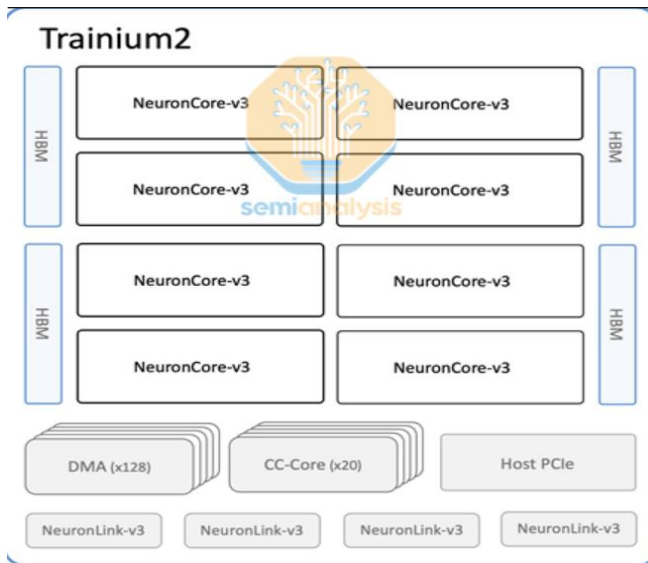 Trainium2
HBM
NeuronCore-v3
NeuronCore-v3
HBM
NeuronCore-v3
NeuronCore-v3
semianalysis
HBM
NeuronCore-v3
NeuronCore-v3
HBM
NeuronCore-v3
NeuronCore-v3
DMA (x128)
CC-Core (x20)
Host PCIe
NeuronLink-v3
NeuronLink-v3
NeuronLink-v3
NeuronLink-v3